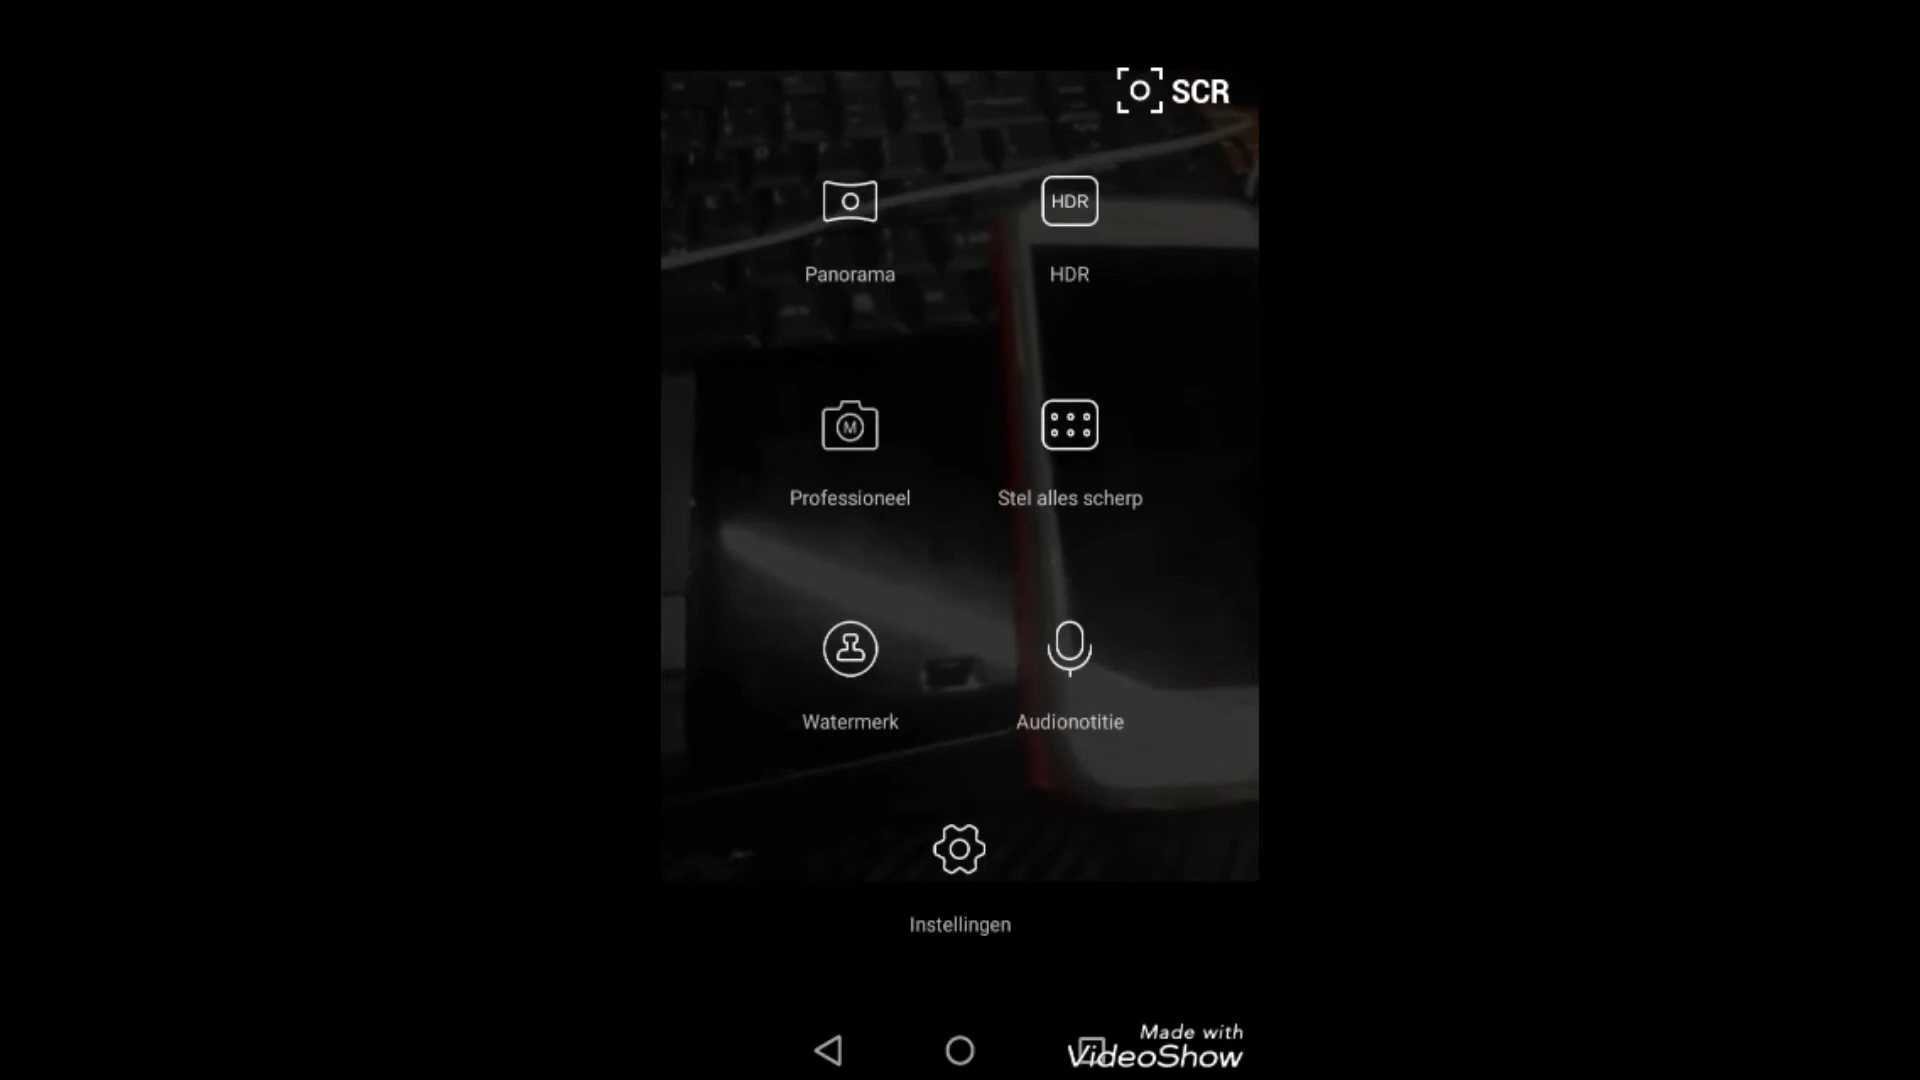 SCR
HDR
Panorama
HDR
M
Professioneel
Stel alles scherp
Watermerk
Audionotitie
Instellingen
Made with
VideoShow